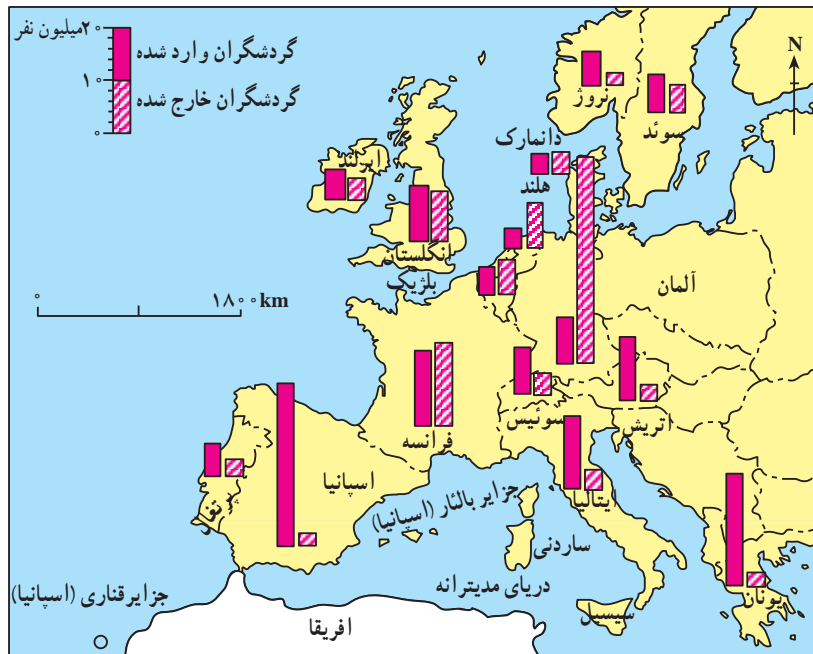 ۲۰ میلیون نفر
گردشگران وارد شده
۱۰
گردشگران خارج شده
۰
N
نروژ
سوئد
دانمارک
ایرلند
هلند
انگلستان
بلژیک
آلمان
۰ ۱۸۰۰ km
سوئیس
اتریش
فرانسه
اسپانیا
ایتالیا
پرتغال
جزایر بالئار (اسپانیا)
ساردنی
دریای مدیترانه
جزایر قناری (اسپانیا)
سیسیل
یونان
افریقا